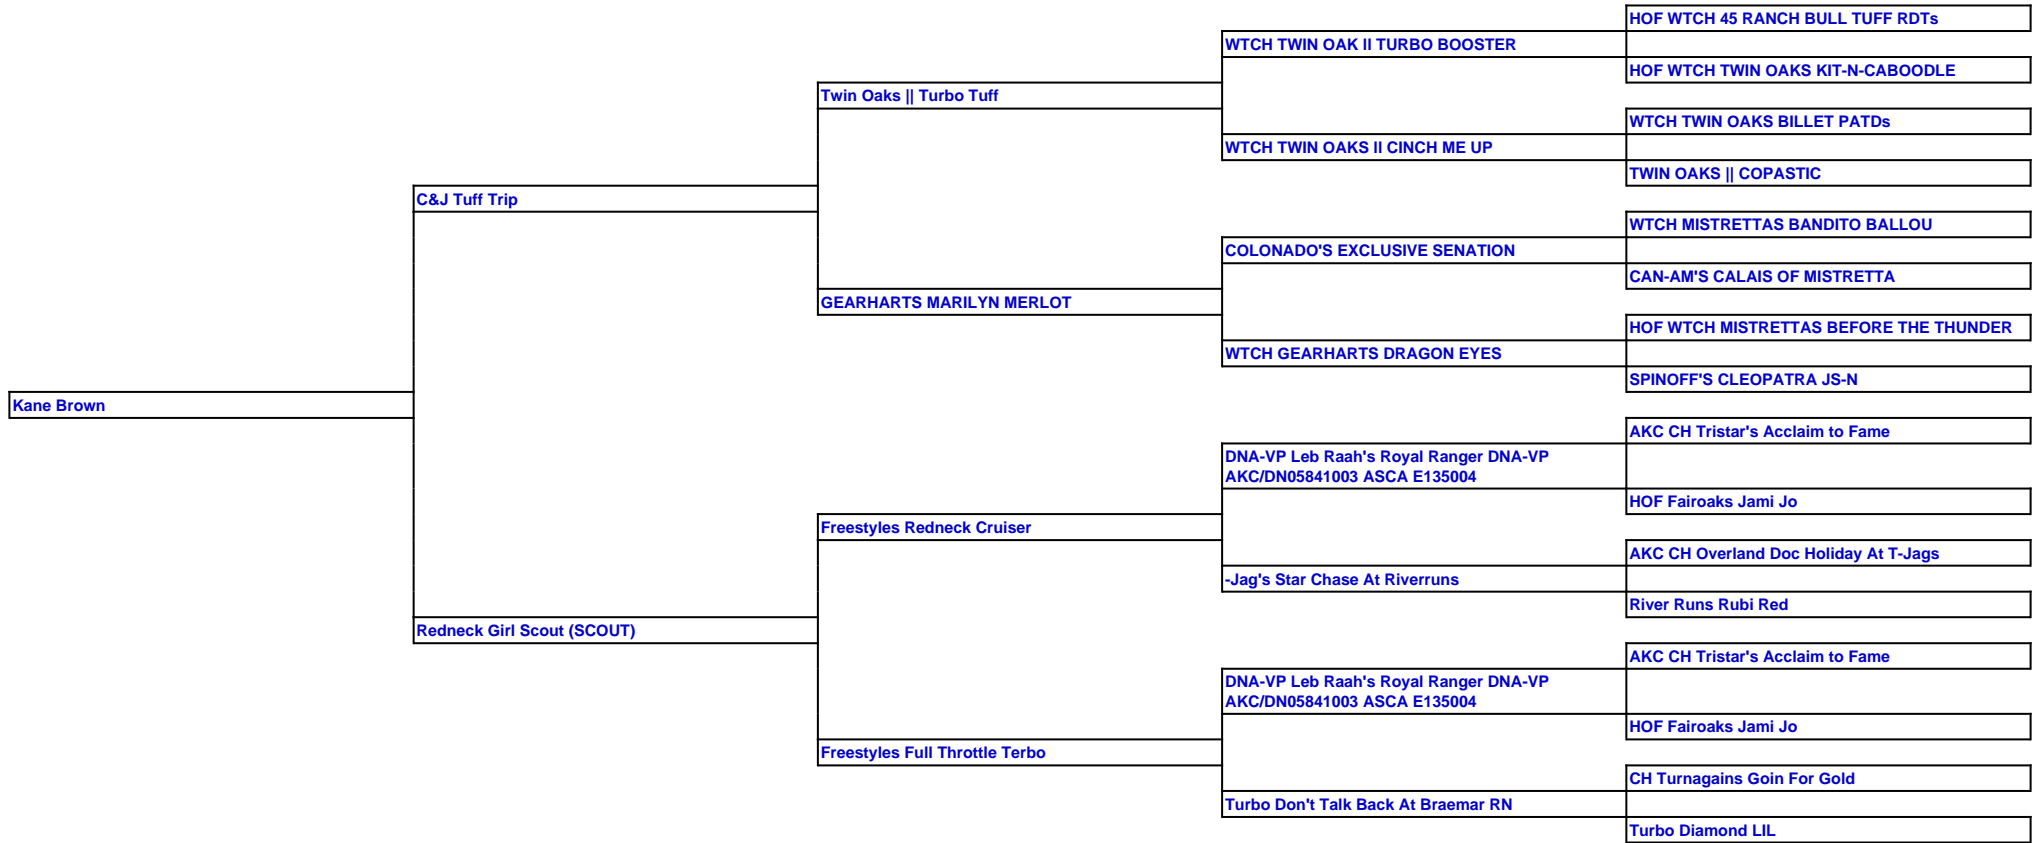 HOF WTCH 45 RANCH BULL TUFF RDTs
WTCH TWIN OAK II TURBO BOOSTER
HOF WTCH TWIN OAKS KIT-N-CABOODLE
Twin Oaks || Turbo Tuff
WTCH TWIN OAKS BILLET PATDs
WTCH TWIN OAKS II CINCH ME UP
TWIN OAKS || COPASTIC
C&J Tuff Trip
WTCH MISTRETTAS BANDITO BALLOU
COLONADO'S EXCLUSIVE SENATION
CAN-AM'S CALAIS OF MISTRETTA
GEARHARTS MARILYN MERLOT
HOF WTCH MISTRETTAS BEFORE THE THUNDER
WTCH GEARHARTS DRAGON EYES
SPINOFF'S CLEOPATRA JS-N
Kane Brown
AKC CH Tristar's Acclaim to Fame
DNA-VP Leb Raah's Royal Ranger DNA-VP
AKC/DN05841003 ASCA E135004
HOF Fairoaks Jami Jo
Freestyles Redneck Cruiser
AKC CH Overland Doc Holiday At T-Jags
-Jag's Star Chase At Riverruns
River Runs Rubi Red
Redneck Girl Scout (SCOUT)
AKC CH Tristar's Acclaim to Fame
DNA-VP Leb Raah's Royal Ranger DNA-VP
AKC/DN05841003 ASCA E135004
HOF Fairoaks Jami Jo
Freestyles Full Throttle Terbo
CH Turnagains Goin For Gold
Turbo Don't Talk Back At Braemar RN
Turbo Diamond LIL